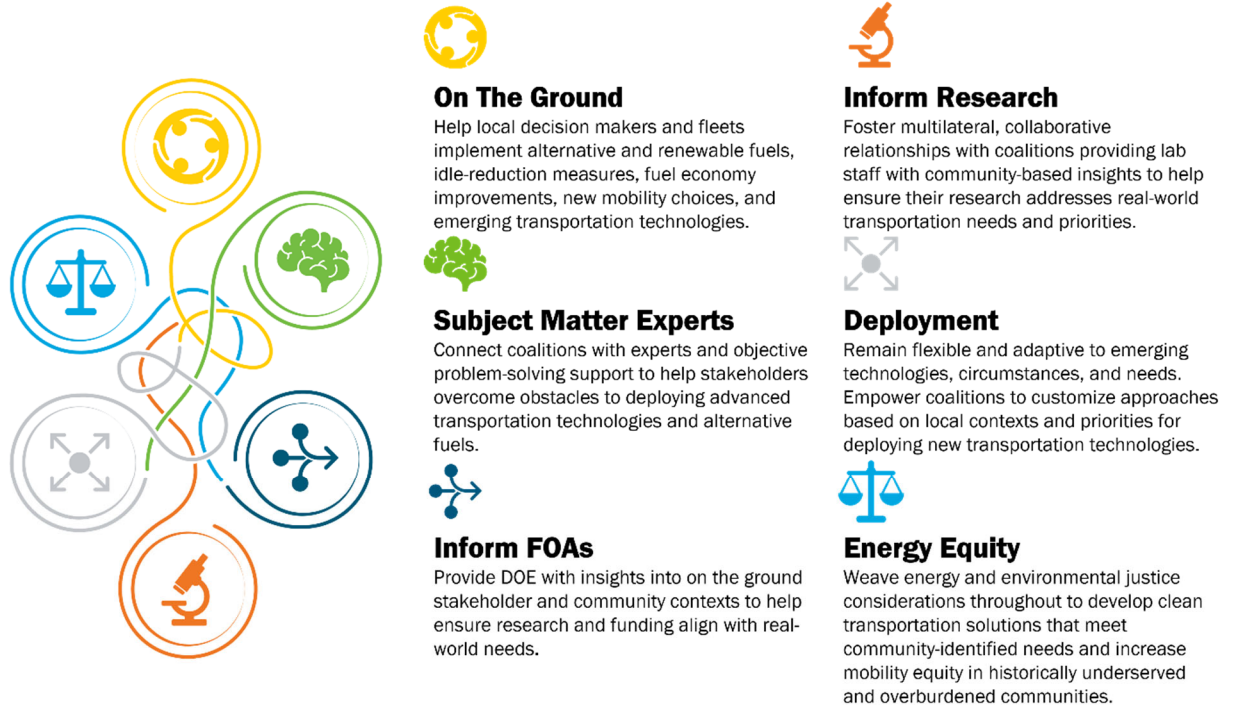 On The Ground
Help local decision makers and fleets
implement alternative and renewable fuels,
idle-reduction measures, fuel economy
improvements, new mobility choices, and
emerging transportation technologies.
Subject Matter Experts
Connect coalitions with experts and objective
problem-solving support to help stakeholders
overcome obstacles to deploying advanced
transportation technologies and alternative
fuels.
Inform FOAs
Provide DOE with insights into on the ground
stakeholder and community contexts to help
ensure research and funding align with real-
world needs.
Inform Research
Foster multilateral, collaborative
relationships with coalitions providing lab
staff with community-based insights to help
ensure their research addresses real-world
transportation needs and priorities.
Deployment
Remain flexible and adaptive to emerging
technologies, circumstances, and needs.
Empower coalitions to customize approaches
based on local contexts and priorities for
deploying new transportation technologies.
Energy Equity
Weave energy and environmental justice
considerations throughout to develop clean
transportation solutions that meet
community-identified needs and increase
mobility equity in historically underserved
and overburdened communities.